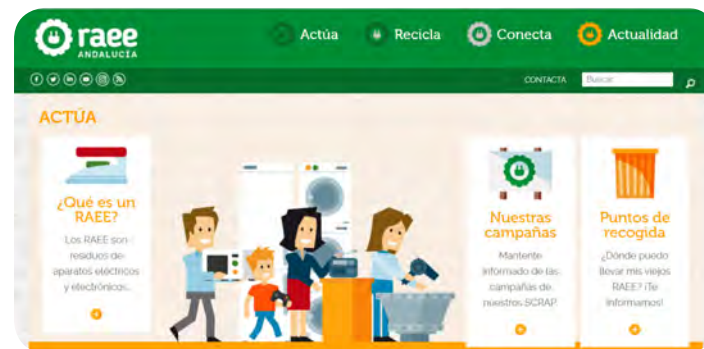 raee
ANDALUCÍA
Actúa
Recicla
Conecta
Actualidad
CONTACTA
Buscar
ACTÚA
¿Qué es un
RAEE?
Los RAEE son
residuos de
aparatos eléctricos
y electrónicos...
Nuestras
campañas
Mantente
informado de las
campañas de
nuestros SCRAP.
Puntos de
recogida
¿Dónde puedo
llevar mis viejos
RAEE? ¡Te
informamos!